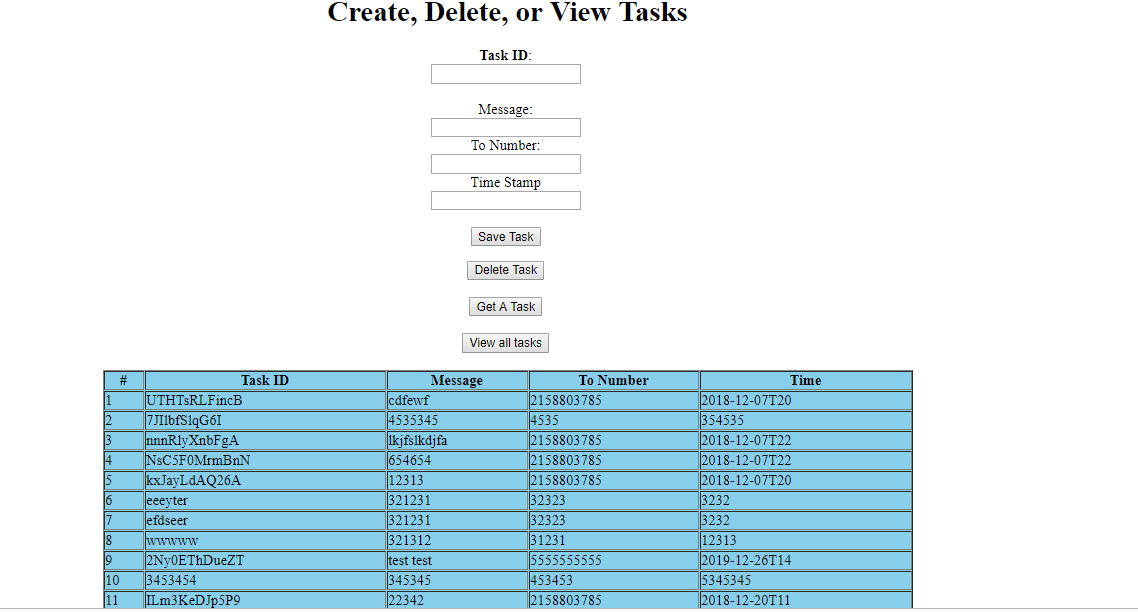 Create, Delete, or View Tasks
Task ID:
Message:
To Number:
Time Stamp
Save Task
Delete Task
Get A Task
View all tasks
# Task ID Message To Number Time
1 UTHTsRLFincB cdfewf 2158803785 2018-12-07T20
2 7JIlbfSlqG6I 4535345 4535 354535
3 nnnRlyXnbFgA lkjfslkdjfa 2158803785 2018-12-07T22
4 NsC5F0MrmBnN 654654 2158803785 2018-12-07T22
5 kxJayLdAQ26A 12313 2158803785 2018-12-07T20
6 eeeyter 321231 32323 3232
7 efdseer 321231 32323 3232
8 wwwww 321312 31231 12313
9 2Ny0EThDueZT test test 5555555555 2019-12-26T14
10 3453454 345345 453453 5345345
11 ILm3KeDJp5P9 22342 2158803785 2018-12-20T11